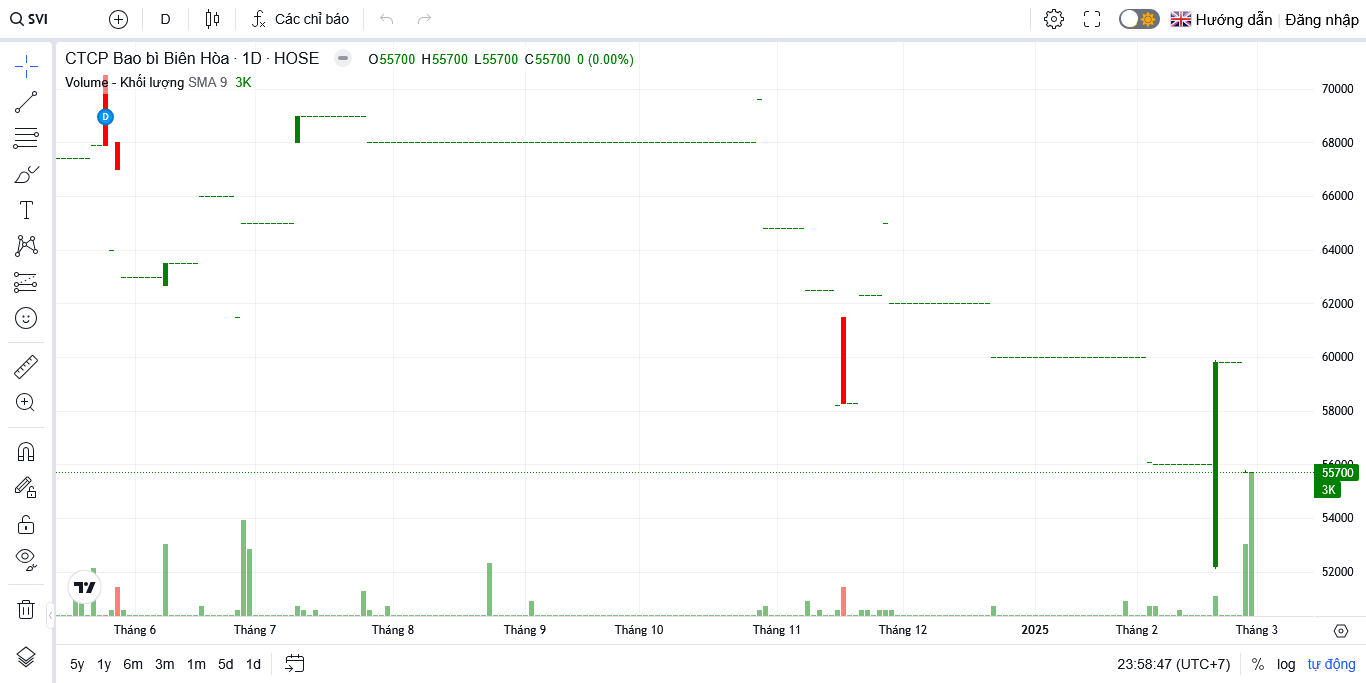 SVI D Các chỉ báo Hướng dẫn Đăng nhập
CTCP Bao bì Biên Hòa · 1D · HOSE O55700 H55700 L55700 C55700 0 (0.00%)
Volume - Khối lượng SMA 9 3K
D
70000
68000
66000
64000
62000
60000
58000
56000
55700
3K
54000
52000
Tháng 6 Tháng 7 Tháng 8 Tháng 9 Tháng 10 Tháng 11 Tháng 12 2025 Tháng 2 Tháng 3
5y 1y 6m 3m 1m 5d 1d 23:58:47 (UTC+7) % log tự động